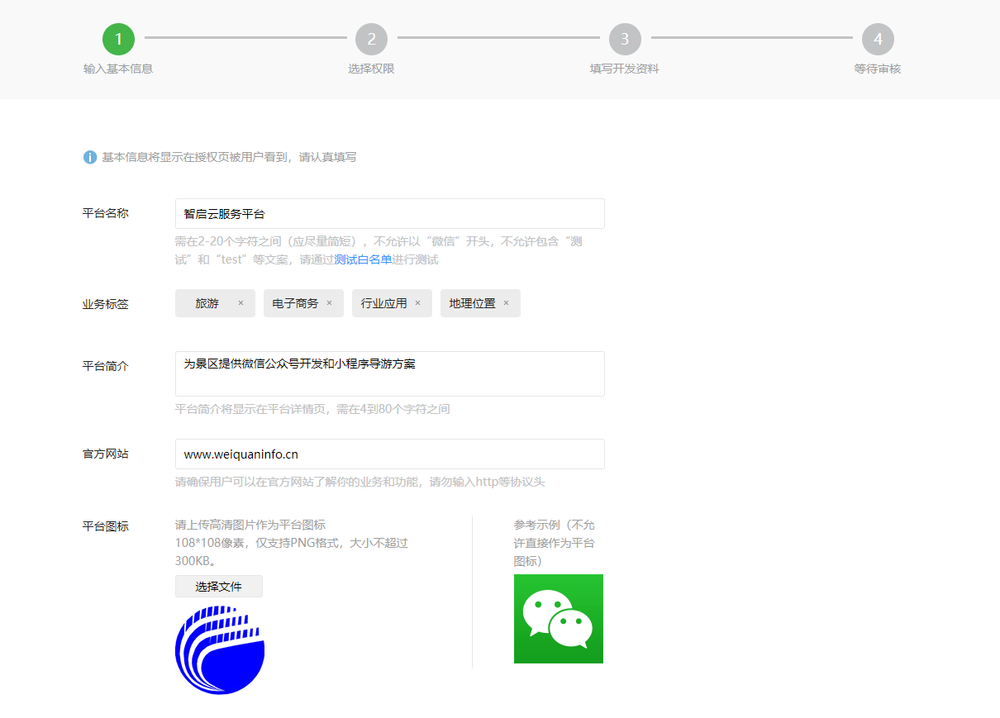 1
2
3
4
输入基本信息
选择权限
填写开发资料
等待审核
基本信息将显示在授权页被用户看到，请认真填写
平台名称
智启云服务平台
需在2-20个字符之间（应尽量简短），不允许以“微信”开头，不允许包含“测
试”和“test”等文案，请通过测试白名单进行测试
业务标签
旅游 ×
电子商务 ×
行业应用 ×
地理位置 ×
平台简介
为景区提供微信公众号开发和小程序导游方案
平台简介将显示在平台详情页，需在4到80个字符之间
官方网站
www.weiquaninfo.cn
请确保用户可以在官方网站了解你的业务和功能，请勿输入http等协议头
平台图标
请上传高清图片作为平台图标
108*108像素，仅支持PNG格式，大小不超过
300KB。
选择文件
参考示例（不允
许直接作为平台
图标）